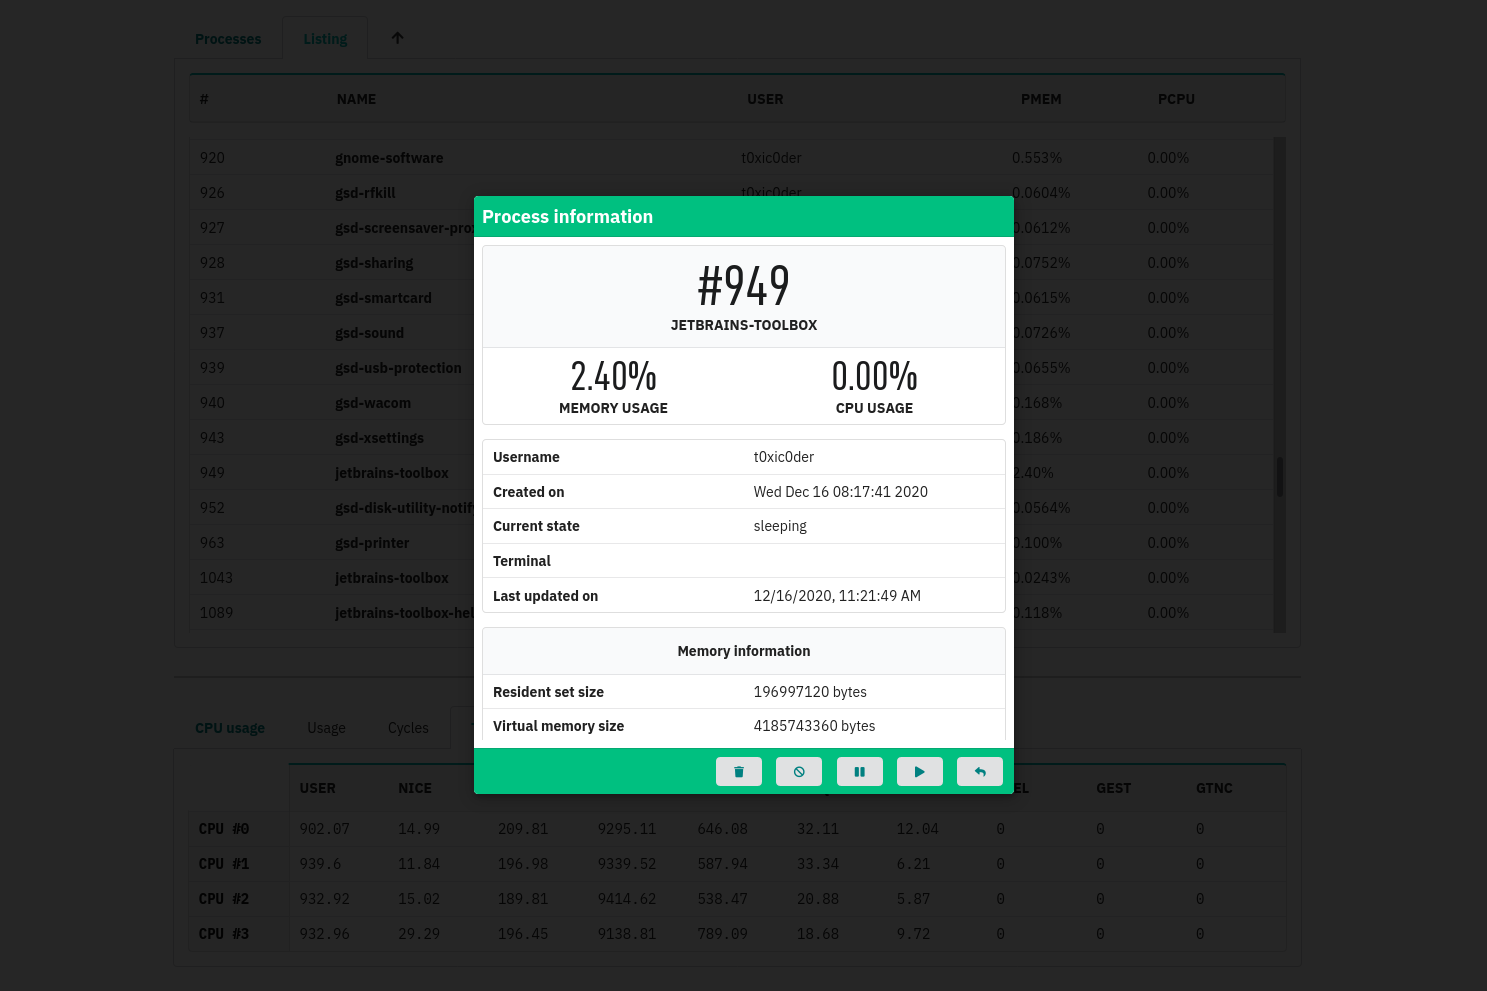 Processes Listing
# NAME USER PMEM PCPU
920 gnome-software t0xic0der 0.553% 0.00%
926 gsd-rfkill t0xic0der 0.0604% 0.00%
927 gsd-screensaver-pro 0.0612% 0.00%
928 gsd-sharing 0.0752% 0.00%
931 gsd-smartcard 0.0615% 0.00%
937 gsd-sound 0.0726% 0.00%
939 gsd-usb-protection 0.0655% 0.00%
940 gsd-wacom 0.168% 0.00%
943 gsd-xsettings 0.186% 0.00%
949 jetbrains-toolbox 2.40% 0.00%
952 gsd-disk-utility-notif 0.0564% 0.00%
963 gsd-printer 0.100% 0.00%
1043 jetbrains-toolbox 0.0243% 0.00%
1089 jetbrains-toolbox-hel 0.118% 0.00%
Process information
#949
JETBRAINS-TOOLBOX
2.40% 0.00%
MEMORY USAGE CPU USAGE
Username t0xic0der
Created on Wed Dec 16 08:17:41 2020
Current state sleeping
Terminal
Last updated on 12/16/2020, 11:21:49 AM
Memory information
Resident set size 196997120 bytes
Virtual memory size 4185743360 bytes
CPU usage Usage Cycles
USER NICE EL GEST GTNC
CPU #0 902.07 14.99 209.81 9295.11 646.08 32.11 12.04 0 0 0
CPU #1 939.6 11.84 196.98 9339.52 587.94 33.34 6.21 0 0 0
CPU #2 932.92 15.02 189.81 9414.62 538.47 20.88 5.87 0 0 0
CPU #3 932.96 29.29 196.45 9138.81 789.09 18.68 9.72 0 0 0